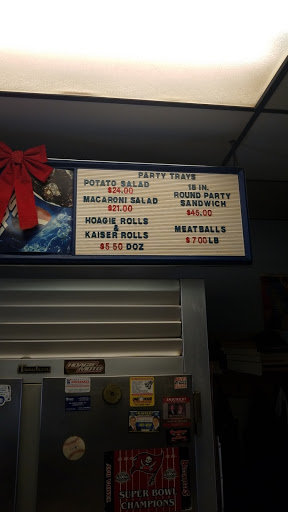 PARTY TRAYS
POTATO SALAD
$24.00
MACARONI SALAD
$21.00
HOAGIE ROLLS
&
KAISER ROLLS
$5.50 DOZ
15 IN.
ROUND PARTY
SANDWICH
$45.00
MEATBALLS
$7.00 LB
SUPER BOWL
CHAMPIONS